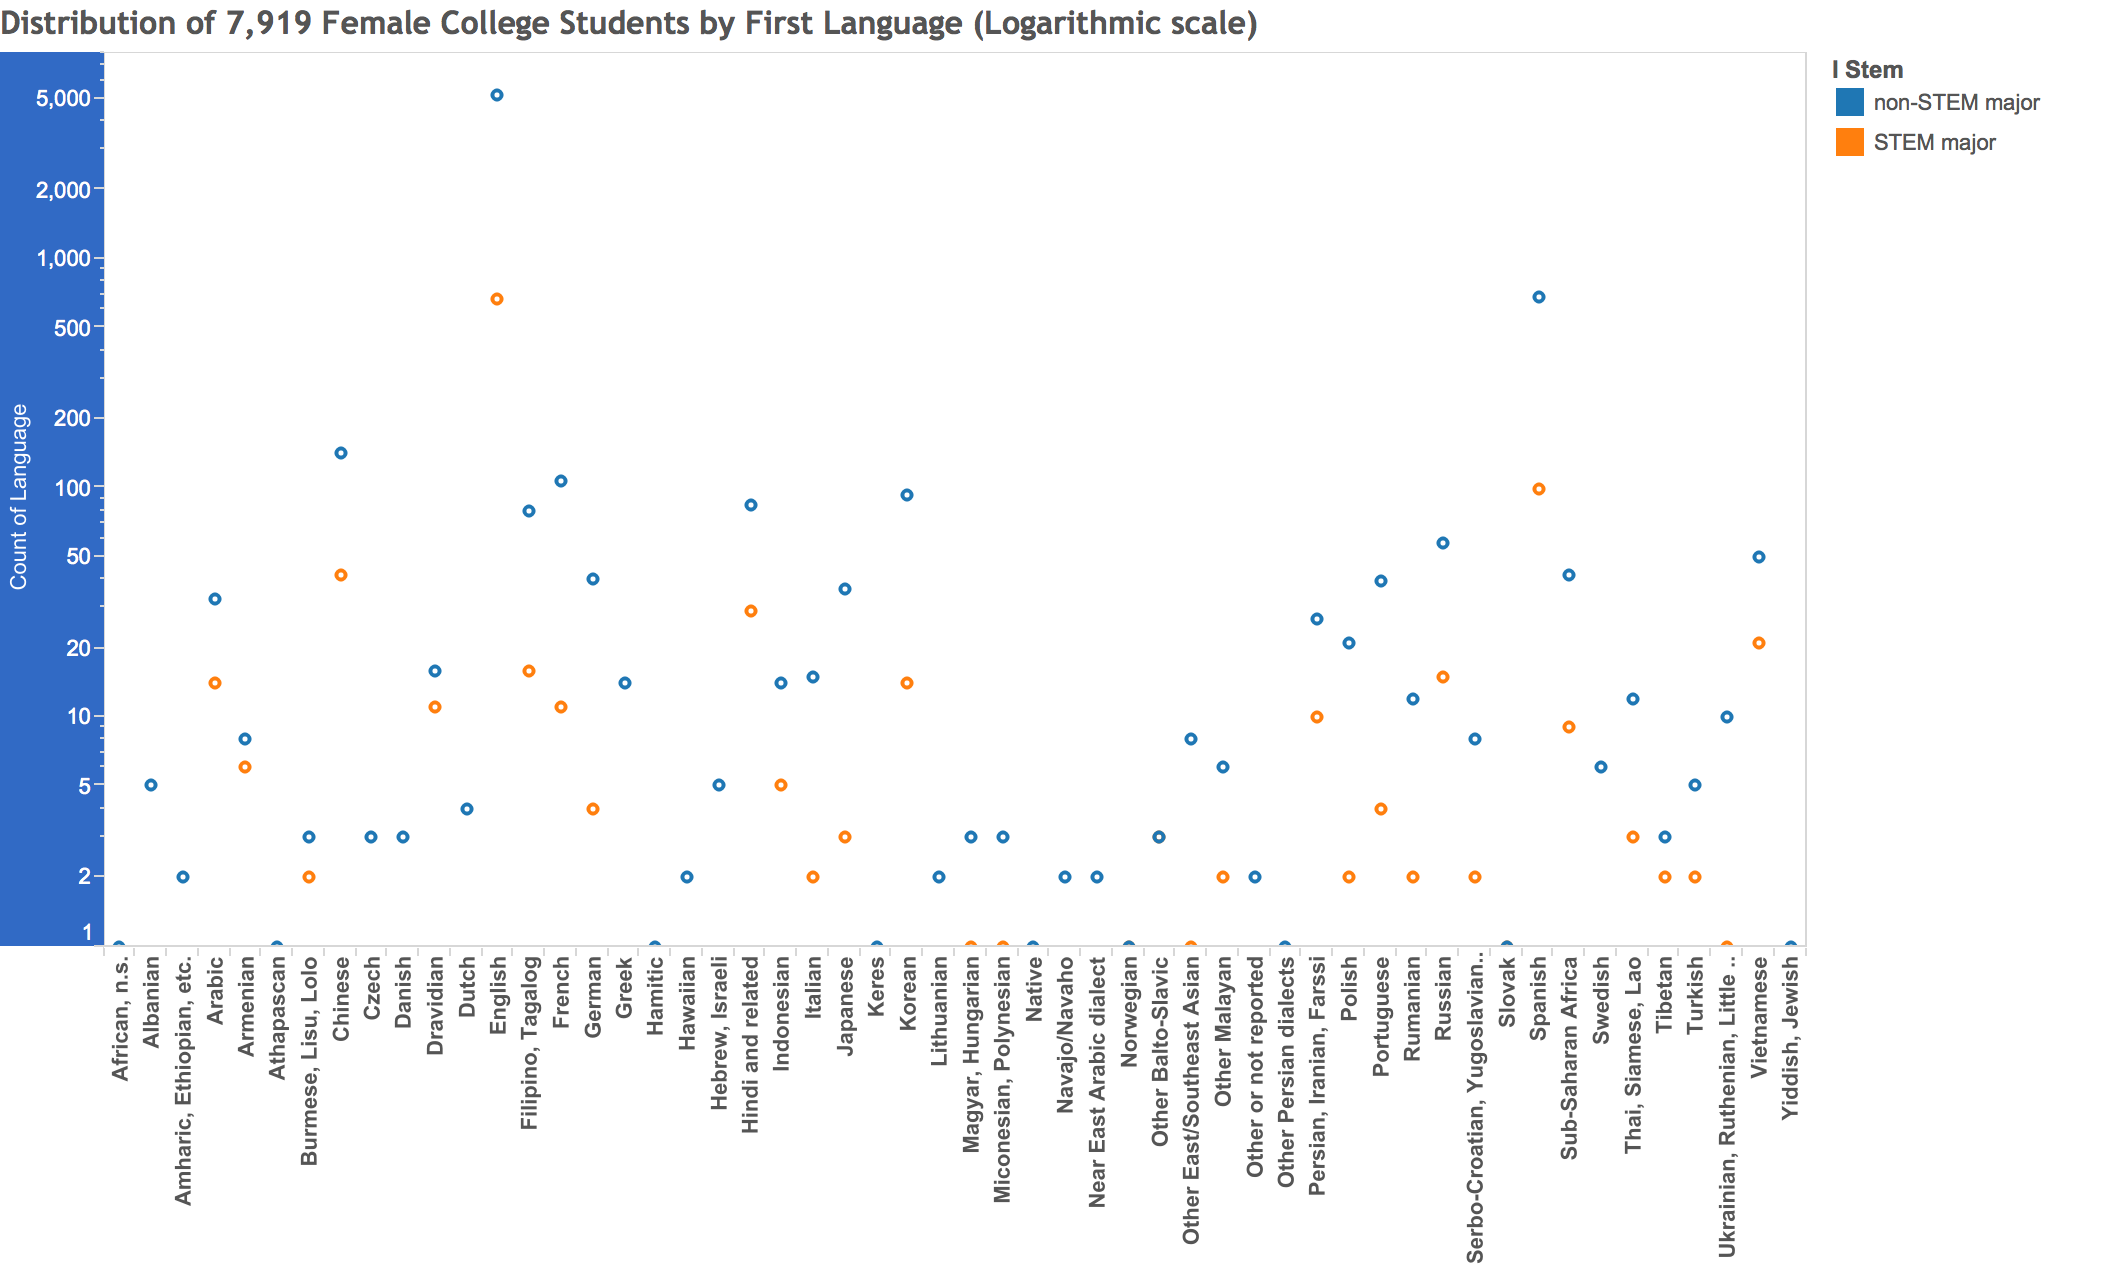 Distribution of 7,919 Female College Students by First Language (Logarithmic scale)
I Stem
non-STEM major
STEM major
Count of Language
5,000
2,000
1,000
500
200
100
50
20
10
5
2
1
African, n.s.
Albanian
Amharic, Ethiopian, etc.
Arabic
Armenian
Athapascan
Burmese, Lisu, Lolo
Chinese
Czech
Danish
Dravidian
Dutch
English
Filipino, Tagalog
French
German
Greek
Hamitic
Hawaiian
Hebrew, Israeli
Hindi and related
Indonesian
Italian
Japanese
Keres
Korean
Lithuanian
Magyar, Hungarian
Miconesian, Polynesian
Native
Navajo/Navaho
Near East Arabic dialect
Norwegian
Other Balto-Slavic
Other East/Southeast Asian
Other Malayan
Other or not reported
Other Persian dialects
Persian, Iranian, Farssi
Polish
Portuguese
Rumanian
Russian
Serbo-Croatian, Yugoslavian..
Slovak
Spanish
Sub-Saharan Africa
Swedish
Thai, Siamese, Lao
Tibetan
Turkish
Ukrainian, Ruthenian, Little ..
Vietnamese
Yiddish, Jewish